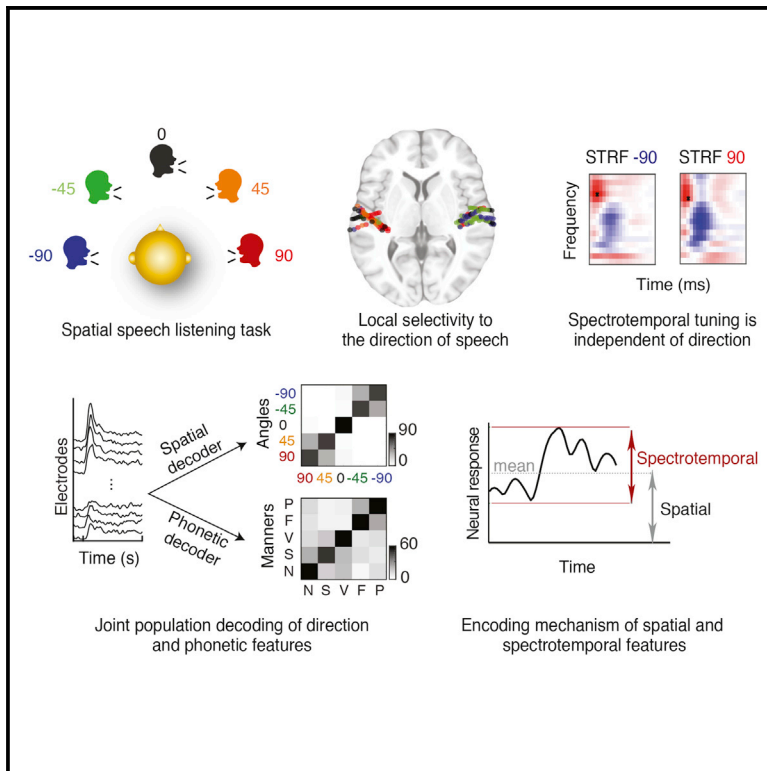 0
-45
45
-90
90
Spatial speech listening task
Local selectivity to
the direction of speech
STRF -90
STRF 90
Frequency
Time (ms)
Spectrotemporal tuning is
independent of direction
Electrodes
Time (s)
Spatial
decoder
Phonetic
decoder
Angles
-90
-45
0
45
90
90
0
90 45 0 -45 -90
Manners
P
F
V
S
N
60
0
N S V F P
Joint population decoding of direction
and phonetic features
Neural response
mean
Spectrotemporal
Spatial
Time
Encoding mechanism of spatial and
spectrotemporal features